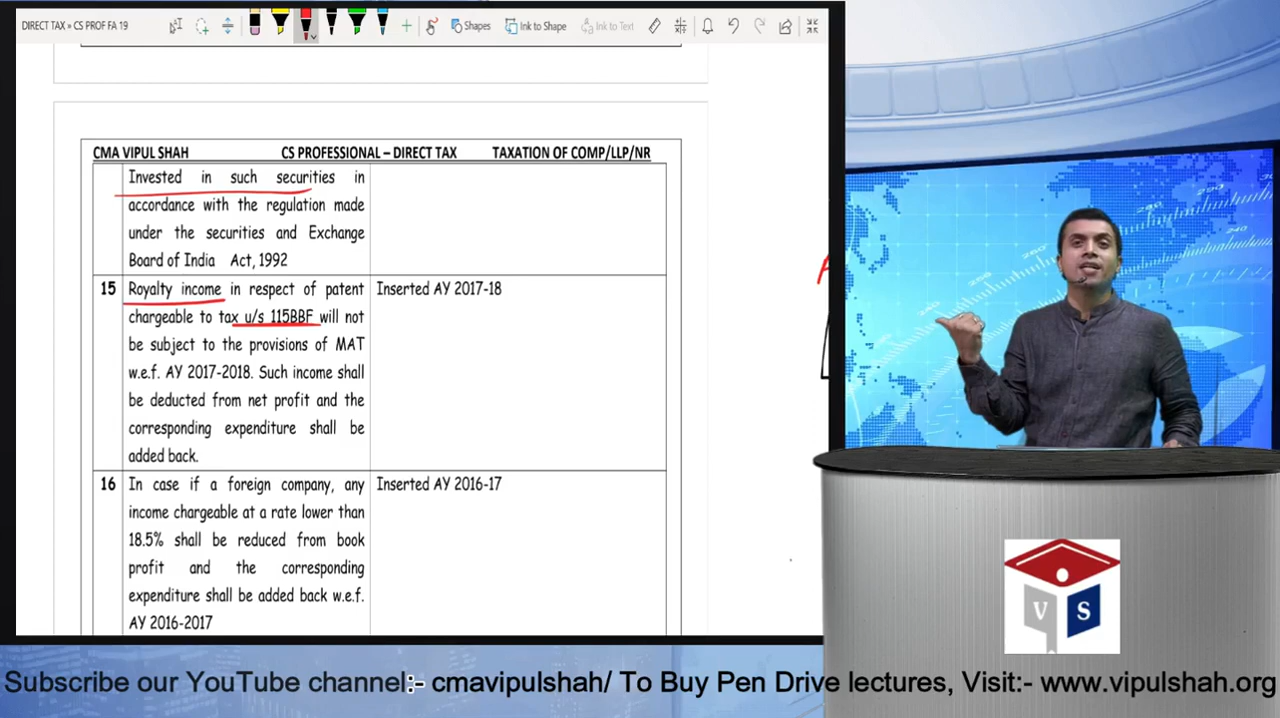 DIRECT TAX » CS PROF FA 19
Shapes
Ink to Shape
Ink to Text
CMA VIPUL SHAH CS PROFESSIONAL – DIRECT TAX TAXATION OF COMP/LLP/NR
Invested in such securities in
accordance with the regulation made
under the securities and Exchange
Board of India Act, 1992
15 Royalty income in respect of patent Inserted AY 2017-18
chargeable to tax u/s 115BBF will not
be subject to the provisions of MAT
w.e.f. AY 2017-2018. Such income shall
be deducted from net profit and the
corresponding expenditure shall be
added back.
16 In case if a foreign company, any Inserted AY 2016-17
income chargeable at a rate lower than
18.5% shall be reduced from book
profit and the corresponding
expenditure shall be added back w.e.f.
AY 2016-2017
260
250
240
V S
Subscribe our YouTube channel:- cmavipulshah/ To Buy Pen Drive lectures, Visit:- www.vipulshah.org